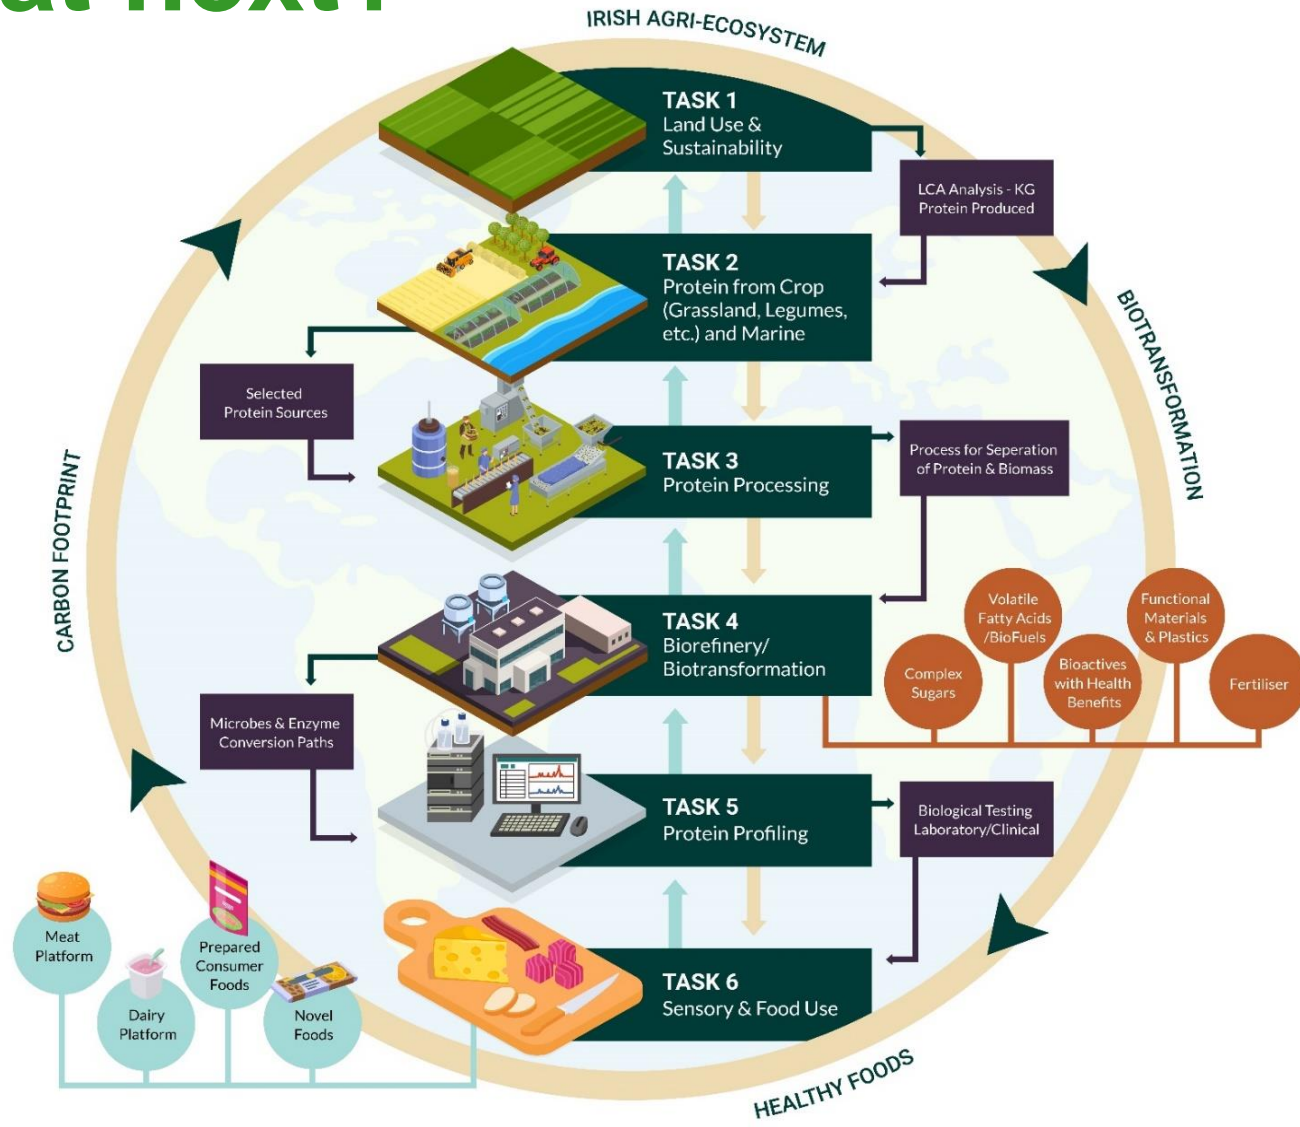 at next?
IRISH AGRI-ECOSYSTEM
TASK 1
Land Use &
Sustainability
LCA Analysis - KG
Protein Produced
TASK 2
Protein from Crop
(Grassland, Legumes,
etc.) and Marine
BIOTRANSFORMATION
Selected
Protein Sources
TASK 3
Protein Processing
Process for Seperation
of Protein & Biomass
CARBON FOOTPRINT
TASK 4
Biorefinery/
Biotransformation
Complex
Sugars
Volatile
Fatty Acids
/BioFuels
Bioactives
with Health
Benefits
Functional
Materials
& Plastics
Fertiliser
Microbes & Enzyme
Conversion Paths
TASK 5
Protein Profiling
Biological Testing
Laboratory/Clinical
Meat
Platform
Dairy
Platform
Prepared
Consumer
Foods
Novel
Foods
TASK 6
Sensory & Food Use
HEALTHY FOODS